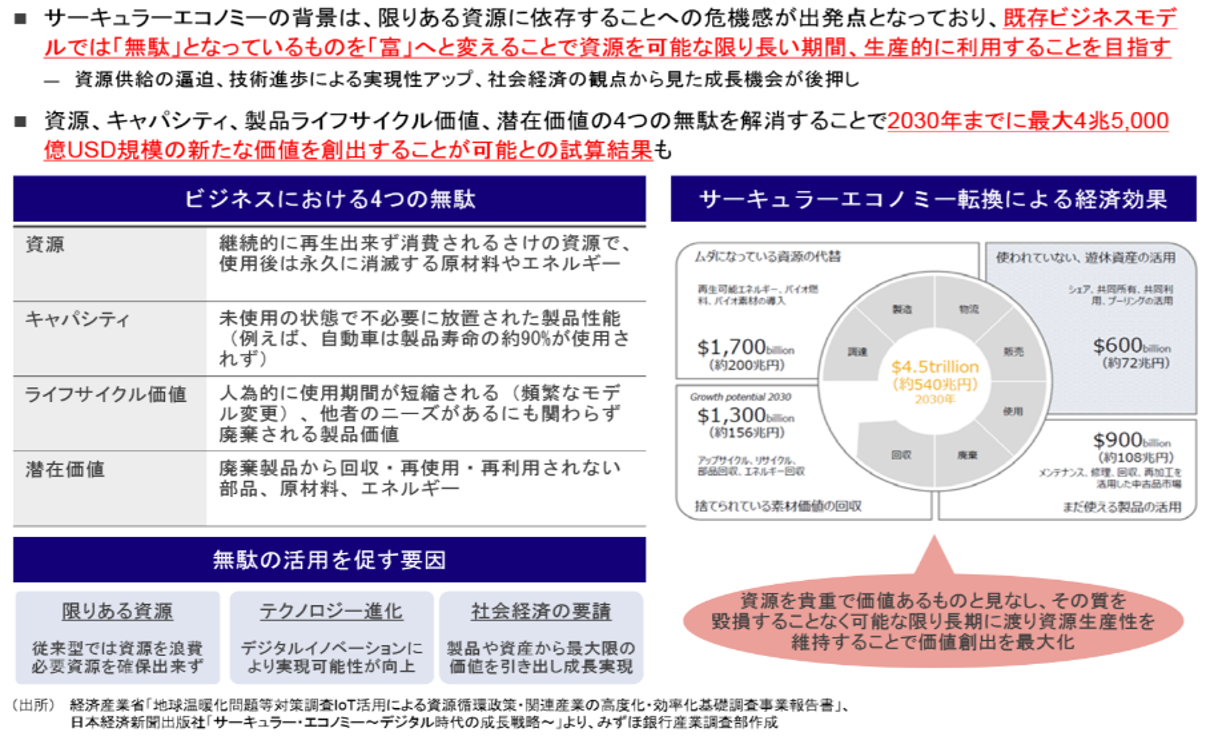 ■ サーキュラーエコノミーの背景は、限りある資源に依存することへの危機感が出発点となっており、既存ビジネスモデ
ルでは「無駄」となっているものを「富」へと変えることで資源を可能な限り長い期間、生産的に利用することを目指す
― 資源供給の逼迫、技術進歩による実現性アップ、社会経済の観点から見た成長機会が後押し
■ 資源、キャパシティ、製品ライフサイクル価値、潜在価値の4つの無駄を解消することで2030年までに最大4兆5,000
億USD規模の新たな価値を創出することが可能との試算結果も
ビジネスにおける4つの無駄
資源
継続的に再生出来ず消費されるさけの資源で、
使用後は永久に消滅する原材料やエネルギー
キャパシティ
未使用の状態で不必要に放置された製品性能
（例えば、自動車は製品寿命の約90%が使用さ
れず）
ライフサイクル価値
人為的に使用期間が短縮される（頻繁なモデ
ル変更）、他者のニーズがあるにも関わらず
廃棄される製品価値
潜在価値
廃棄製品から回収・再使用・再利用されない
部品、原材料、エネルギー
無駄の活用を促す要因
限りある資源
従来型では資源を浪費
必要資源を確保出来ず
テクノロジー進化
デジタルイノベーションに
より実現可能性が向上
社会経済の要請
製品や資産から最大限の
価値を引き出し成長実現
サーキュラーエコノミー転換による経済効果
ムダになっている資源の代替
再生可能エネルギー、バイオ燃
料、バイオ素材の導入
$1,700billion
（約200兆円）
使われていない、遊休資産の活用
シェア、共同所有、共同利
用、プーリングの活用
$600billion
（約72兆円）
製造
物流
調達
販売
$4.5trillion
（約540兆円）
2030年
使用
回収
廃棄
Growth potential 2030
$1,300billion
（約156兆円）
アップサイクル、リサイクル、
部品回収、エネルギー回収
捨てられている素材価値の回収
$900billion
（約108兆円）
メンテナンス、修理、回収、再加工を
活用した中古品市場
まだ使える製品の活用
資源を貴重で価値あるものと見なし、その質を
毀損することなく可能な限り長期に渡り資源生産性を
維持することで価値創出を最大化
（出所） 経済産業省「地球温暖化問題等対策調査IoT活用による資源循環政策・関連産業の高度化・効率化基礎調査事業報告書」、
日本経済新聞出版社「サーキュラー・エコノミー～デジタル時代の成長戦略～」より、みずほ銀行産業調査部作成